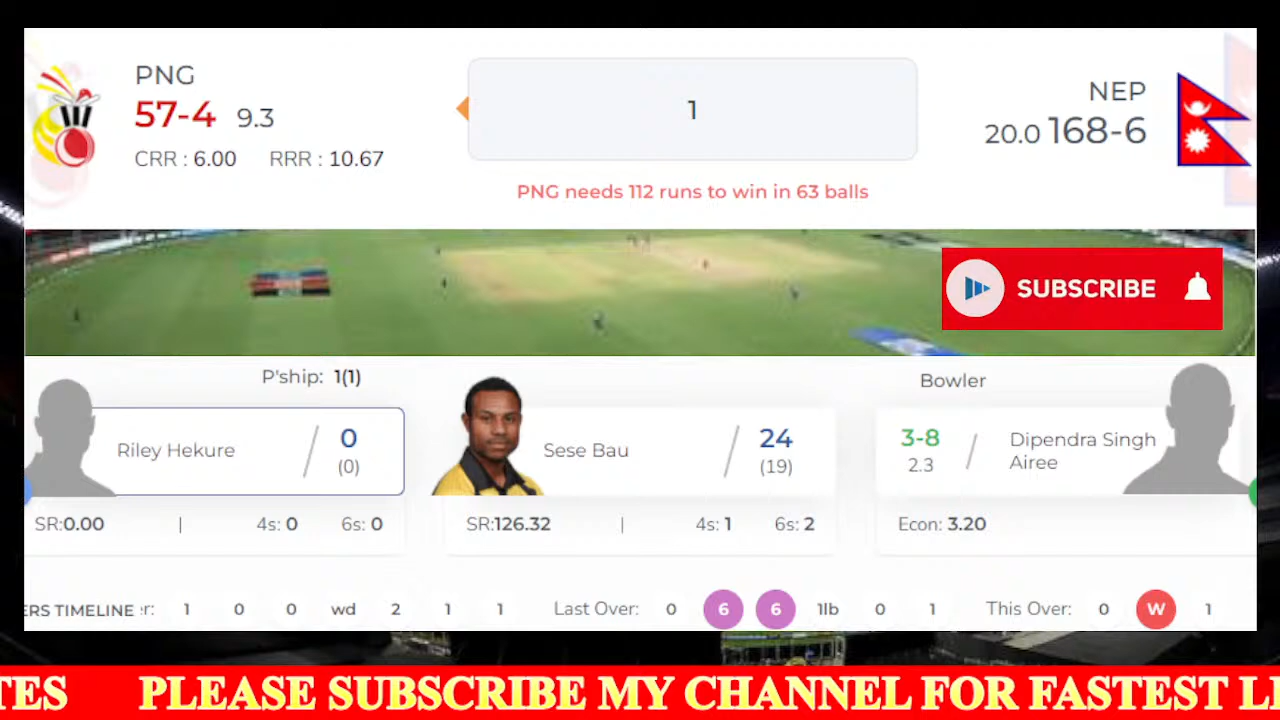 PNG
57-4 9.3
CRR : 6.00 RRR : 10.67
1
NEP
20.0 168-6
PNG needs 112 runs to win in 63 balls
SUBSCRIBE
P'ship: 1(1)
Bowler
Riley Hekure
0
(0)
SR:0.00 | 4s: 0 6s: 0
Sese Bau
24
(19)
SR:126.32 | 4s: 1 6s: 2
3-8
2.3
Dipendra Singh
Airee
Econ: 3.20
ERS TIMELINE r: 1 0 0 wd 2 1 1 Last Over: 0 6 6 1lb 0 1 This Over: 0 W 1
TES PLEASE SUBSCRIBE MY CHANNEL FOR FASTEST LI